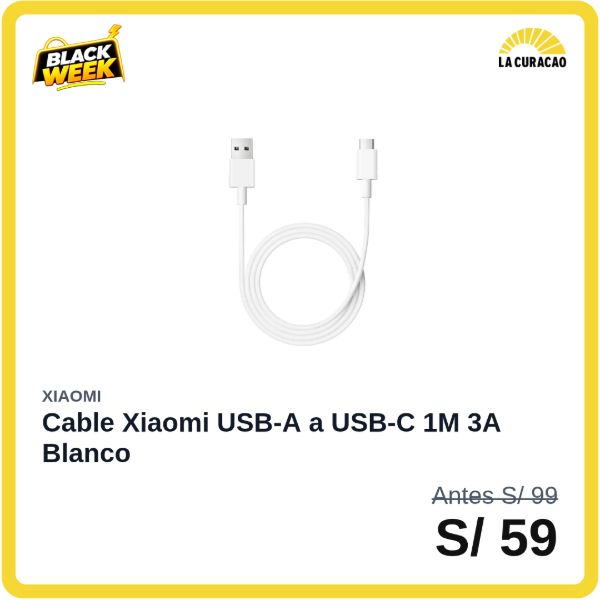 BLACK
WEEK
LA CURACAO
XIAOMI
Cable Xiaomi USB-A a USB-C 1M 3A
Blanco
Antes S/ 99
S/ 59